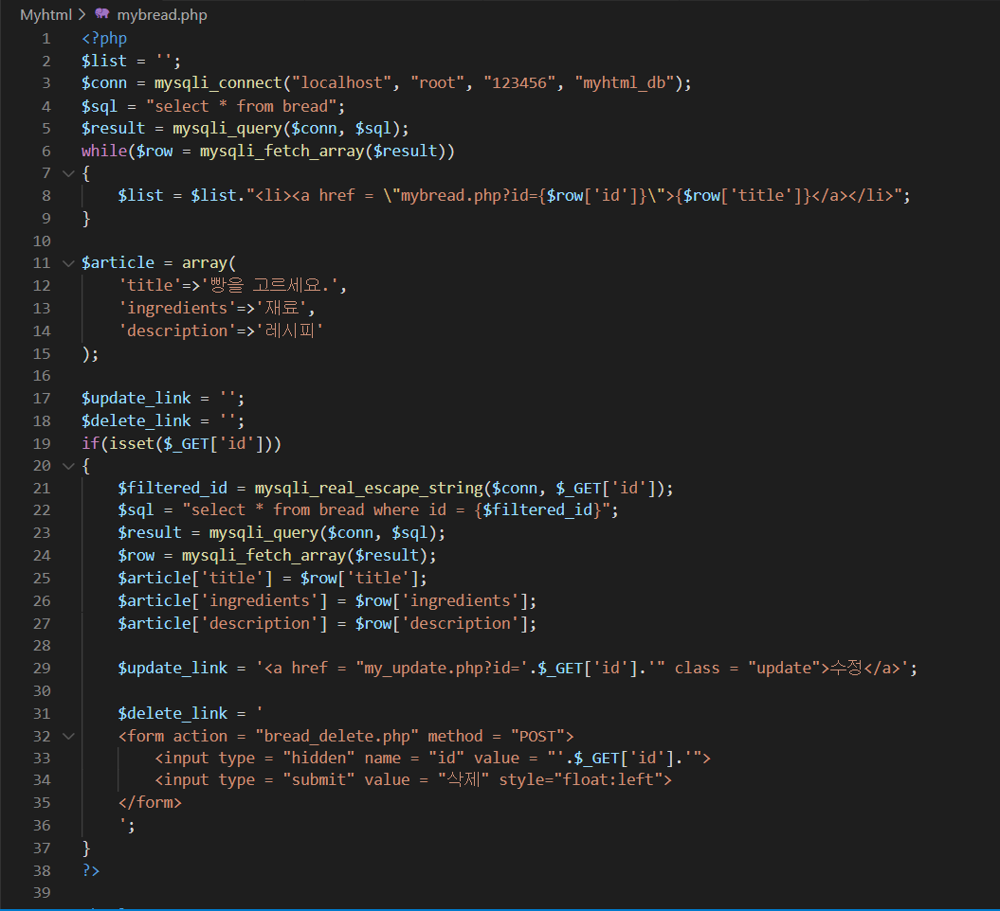 Myhtml > mybread.php
1 <?php
2 $list = '';
3 $conn = mysqli_connect("localhost", "root", "123456", "myhtml_db");
4 $sql = "select * from bread";
5 $result = mysqli_query($conn, $sql);
6 while($row = mysqli_fetch_array($result))
7 {
8     $list = $list."<li><a href = \"mybread.php?id={$row['id']}\">{$row['title']}</a></li>";
9 }
10
11 $article = array(
12     'title'=>'빵을 고르세요.',
13     'ingredients'=>'재료',
14     'description'=>'레시피'
15 );
16
17 $update_link = '';
18 $delete_link = '';
19 if(isset($_GET['id']))
20 {
21     $filtered_id = mysqli_real_escape_string($conn, $_GET['id']);
22     $sql = "select * from bread where id = {$filtered_id}";
23     $result = mysqli_query($conn, $sql);
24     $row = mysqli_fetch_array($result);
25     $article['title'] = $row['title'];
26     $article['ingredients'] = $row['ingredients'];
27     $article['description'] = $row['description'];
28
29     $update_link = '<a href = "my_update.php?id='.$_GET['id'].'" class = "update">수정</a>';
30
31     $delete_link = '
32     <form action = "bread_delete.php" method = "POST">
33         <input type = "hidden" name = "id" value = "'.$_GET['id'].'">
34         <input type = "submit" value = "삭제" style="float:left">
35     </form>
36     ';
37 }
38 ?>
39